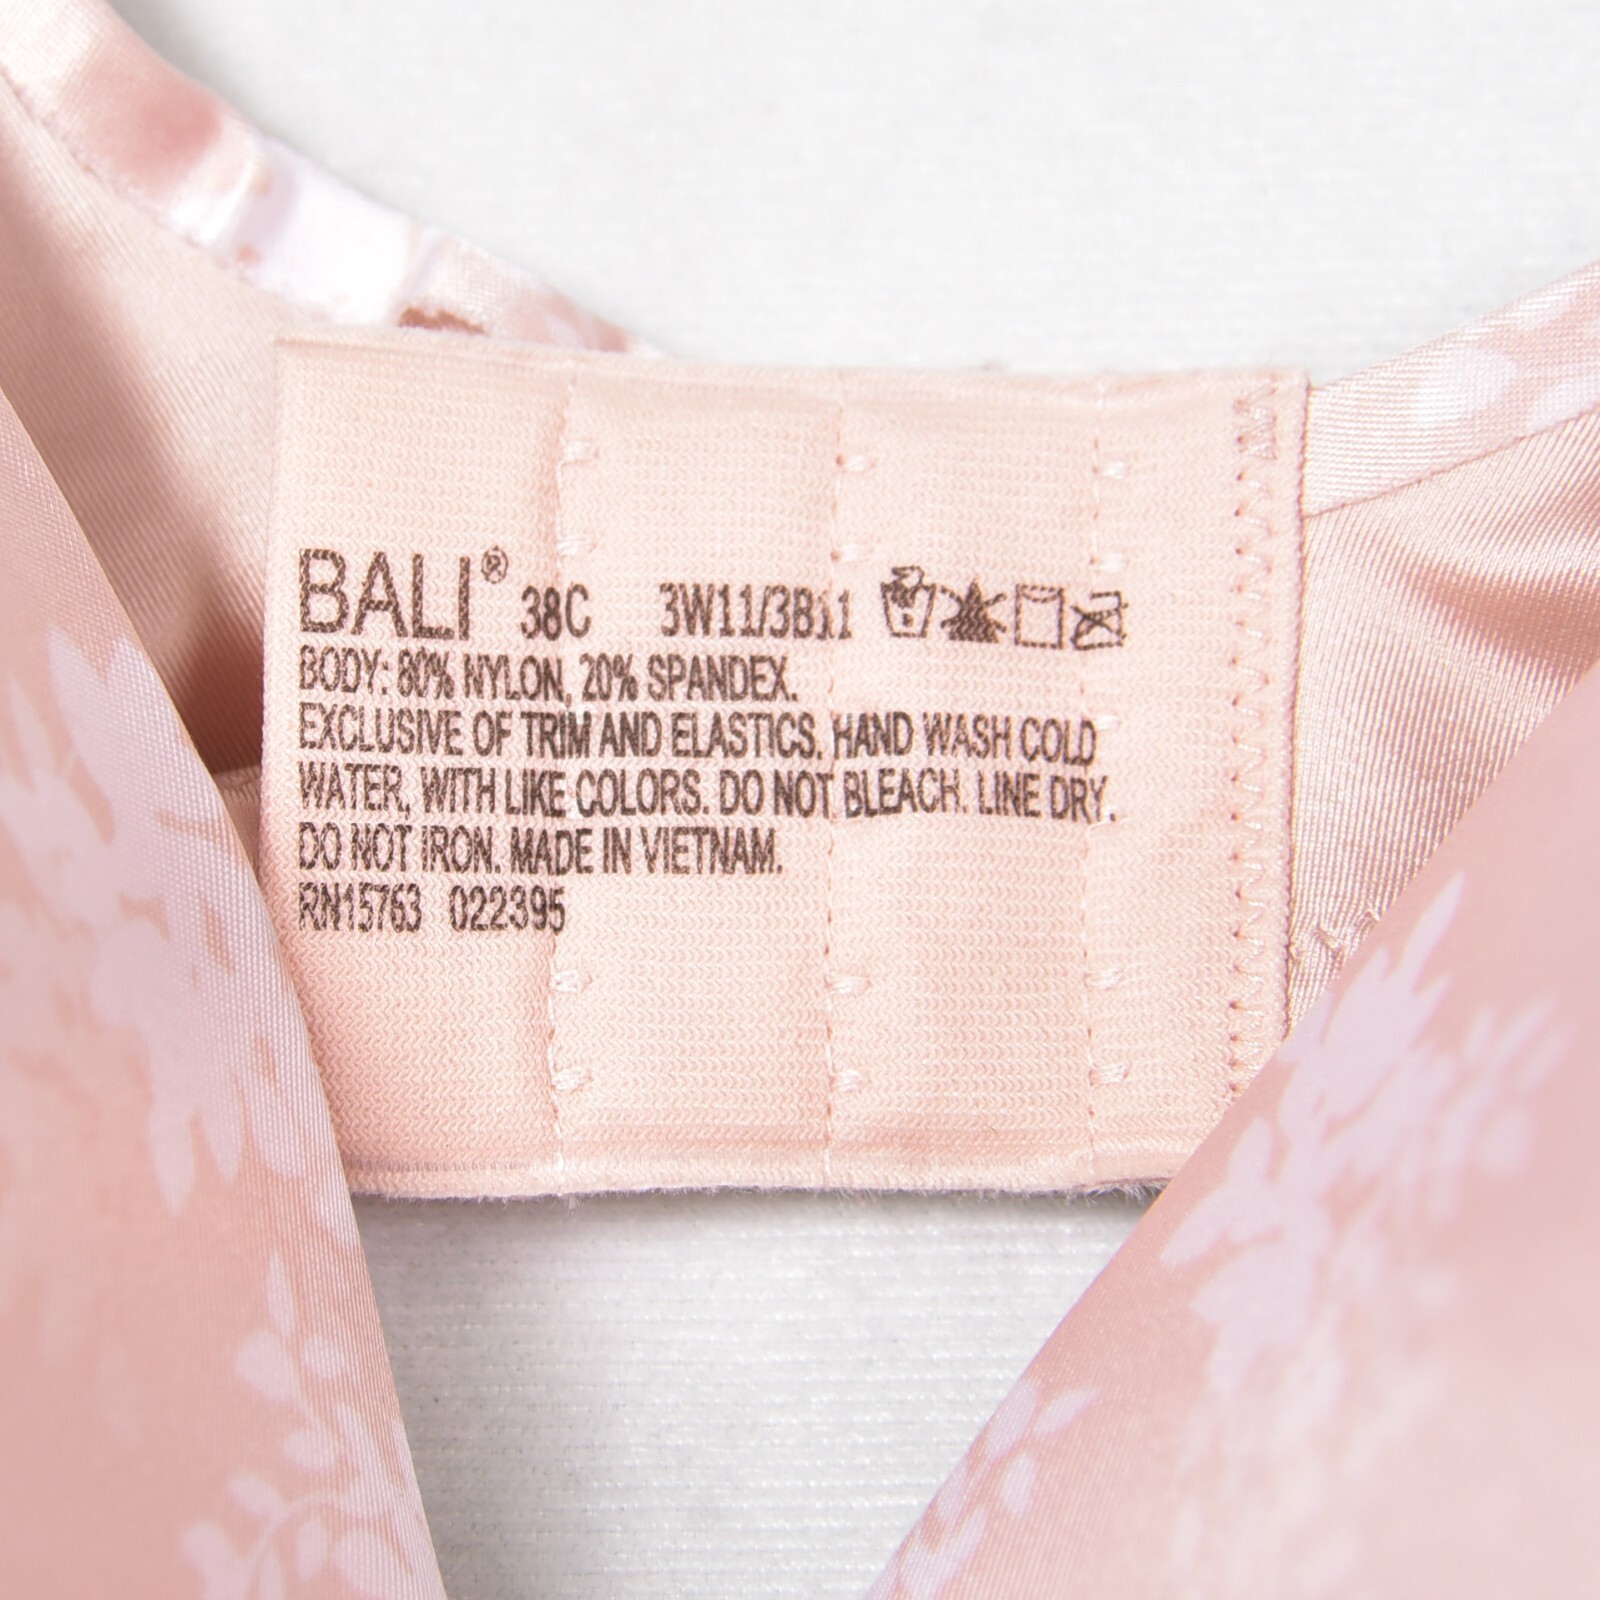 BALI® 38C 3W11/3B11
BODY: 80% NYLON, 20% SPANDEX.
EXCLUSIVE OF TRIM AND ELASTICS. HAND WASH COLD
WATER, WITH LIKE COLORS. DO NOT BLEACH. LINE DRY.
DO NOT IRON. MADE IN VIETNAM.
RN15763 022395